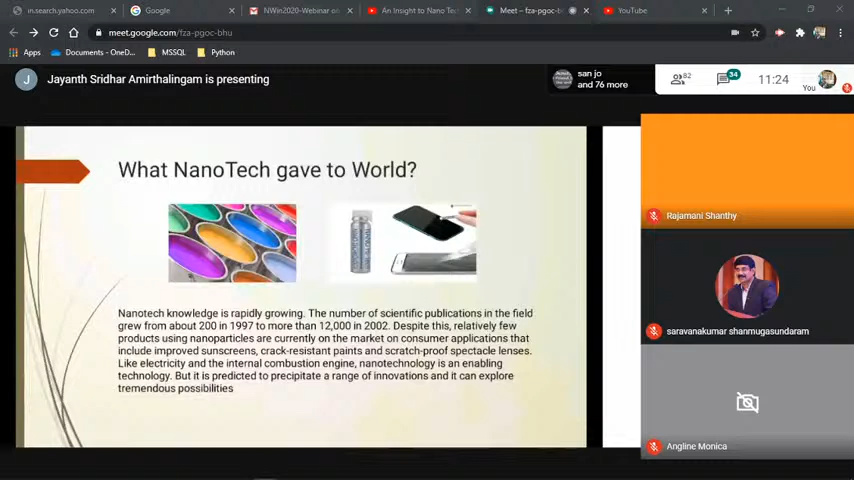 in.search.yahoo.com
Google
NWin2020-Webinar on
An Insight to Nano Tec
Meet – fza-pgoc-b
YouTube
meet.google.com/fza-pgoc-bhu
Apps
Documents - OneD...
MSSQL
Python
J
Jayanth Sridhar Amirthalingam is presenting
san jo
and 76 more
82
34
11:24
You
What NanoTech gave to World?
Nanotech knowledge is rapidly growing. The number of scientific publications in the field
grew from about 200 in 1997 to more than 12,000 in 2002. Despite this, relatively few
products using nanoparticles are currently on the market on consumer applications that
include improved sunscreens, crack-resistant paints and scratch-proof spectacle lenses.
Like electricity and the internal combustion engine, nanotechnology is an enabling
technology. But it is predicted to precipitate a range of innovations and it can explore
tremendous possibilities
Rajamani Shanthy
saravanakumar shanmugasundaram
Angline Monica